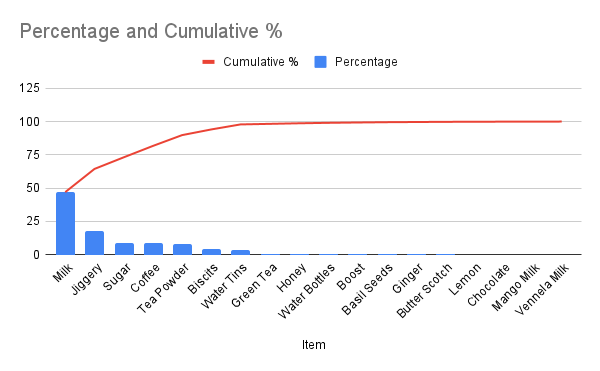 Percentage and Cumulative %
Cumulative %
Percentage
125
100
75
50
25
0
Milk
Jiggery
Sugar
Coffee
Tea Powder
Biscits
Water Tins
Green Tea
Honey
Water Bottles
Boost
Basil Seeds
Ginger
Butter Scotch
Lemon
Chocolate
Mango Milk
Vennela Milk
Item